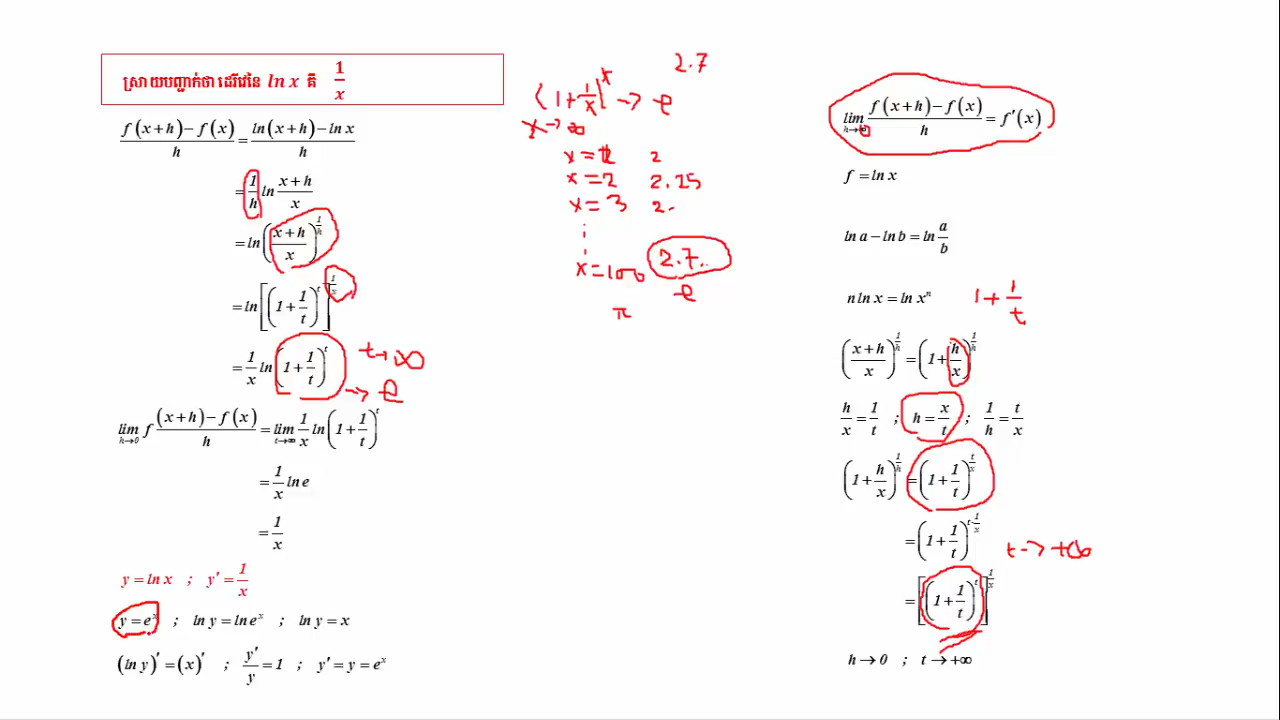 ស្រាយបញ្ជាក់ថា ដេរីវេនៃ ln x គឺ 1/x
(f(x+h)−f(x))/h = (ln(x+h)−ln x)/h
= 1/h ln (x+h)/x
= ln((x+h)/x)^(1/h)
= ln[(1+1/t)^t]^(1/x)
= 1/x ln(1+1/t)^t
t→∞
→ e
lim h→0 f (x+h)−f(x)/h = lim t→∞ 1/x ln(1+1/t)^t
= 1/x ln e
= 1/x
y = ln x ; y′ = 1/x
y = e^x ; ln y = ln e^x ; ln y = x
(ln y)′ = (x)′ ; y′/y = 1 ; y′ = y = e^x
2.7
(1+1/x)^x → e
x→∞
x=1 2
x=2 2.25
x=3 2.
x=100 2.7..
e
π
lim h→0 (f(x+h)−f(x))/h = f′(x)
f = ln x
ln a − ln b = ln a/b
n ln x = ln x^n
1+1/t
((x+h)/x)^(1/h) = (1+h/x)^(1/h)
h/x = 1/t ; h = x/t ; 1/h = t/x
(1+h/x)^(1/h) = (1+1/t)^(t/x)
= (1+1/t)^(t·1/x)
t→+∞
= [(1+1/t)^t]^(1/x)
h→0 ; t→+∞